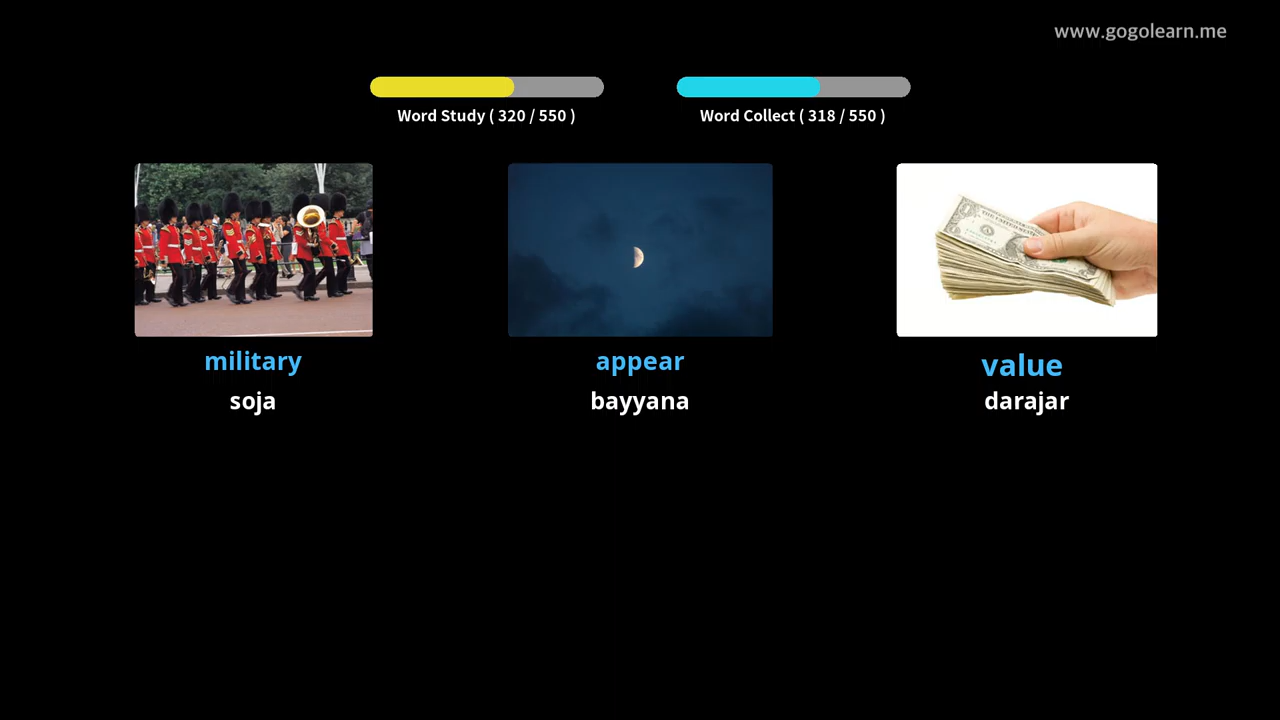 www.gogolearn.me
Word Study ( 320 / 550 )
Word Collect ( 318 / 550 )
military
appear
value
soja
bayyana
darajar